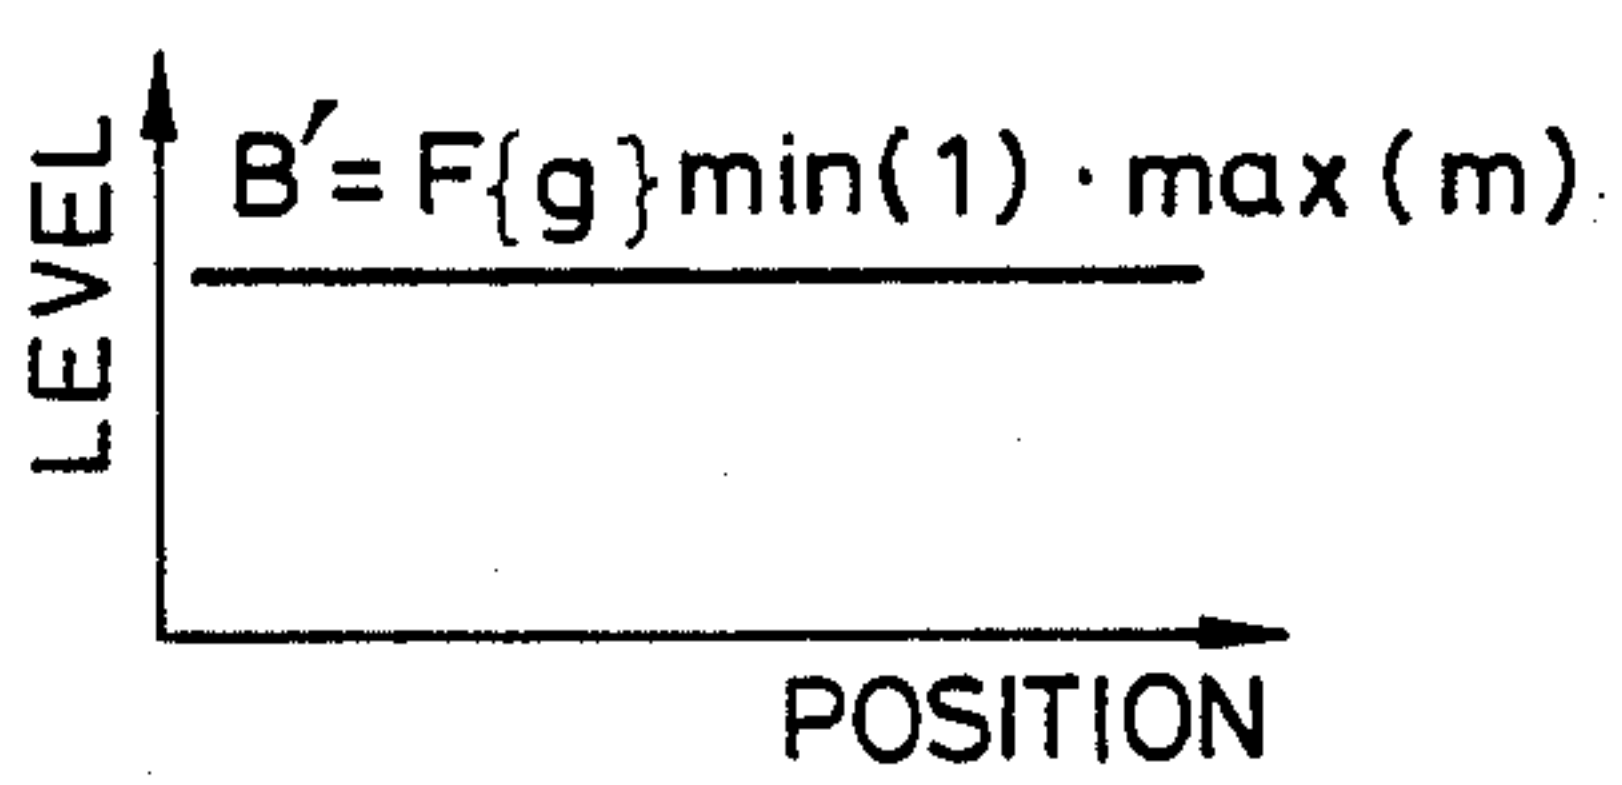 LEVEL
B′= F{g}min(1) · max(m)
POSITION